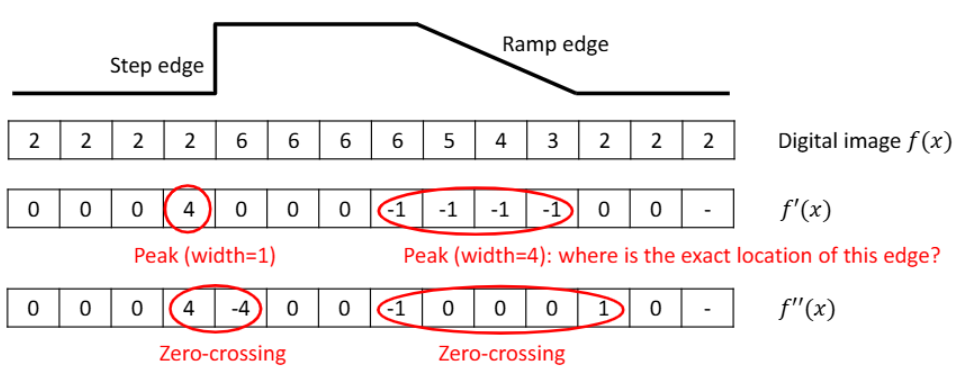 Step edge
Ramp edge
2 2 2 2 6 6 6 6 5 4 3 2 2 2 Digital image f(x)
0 0 0 4 0 0 0 -1 -1 -1 -1 0 0 - f'(x)
Peak (width=1) Peak (width=4): where is the exact location of this edge?
0 0 0 4 -4 0 0 -1 0 0 0 1 0 - f''(x)
Zero-crossing Zero-crossing